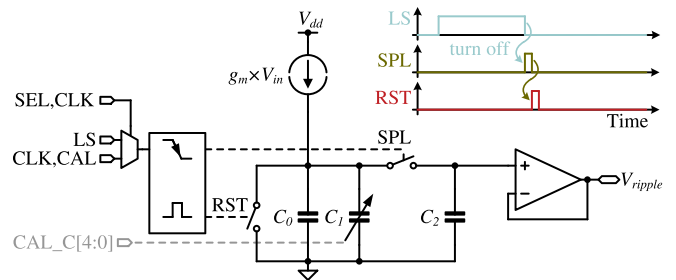 LS
V_dd
turn off
SPL
g_m×V_in
SEL,CLK
RST
Time
LS
SPL
CLK,CAL
RST
V_ripple
C_0
C_1
C_2
CAL_C[4:0]
+
−